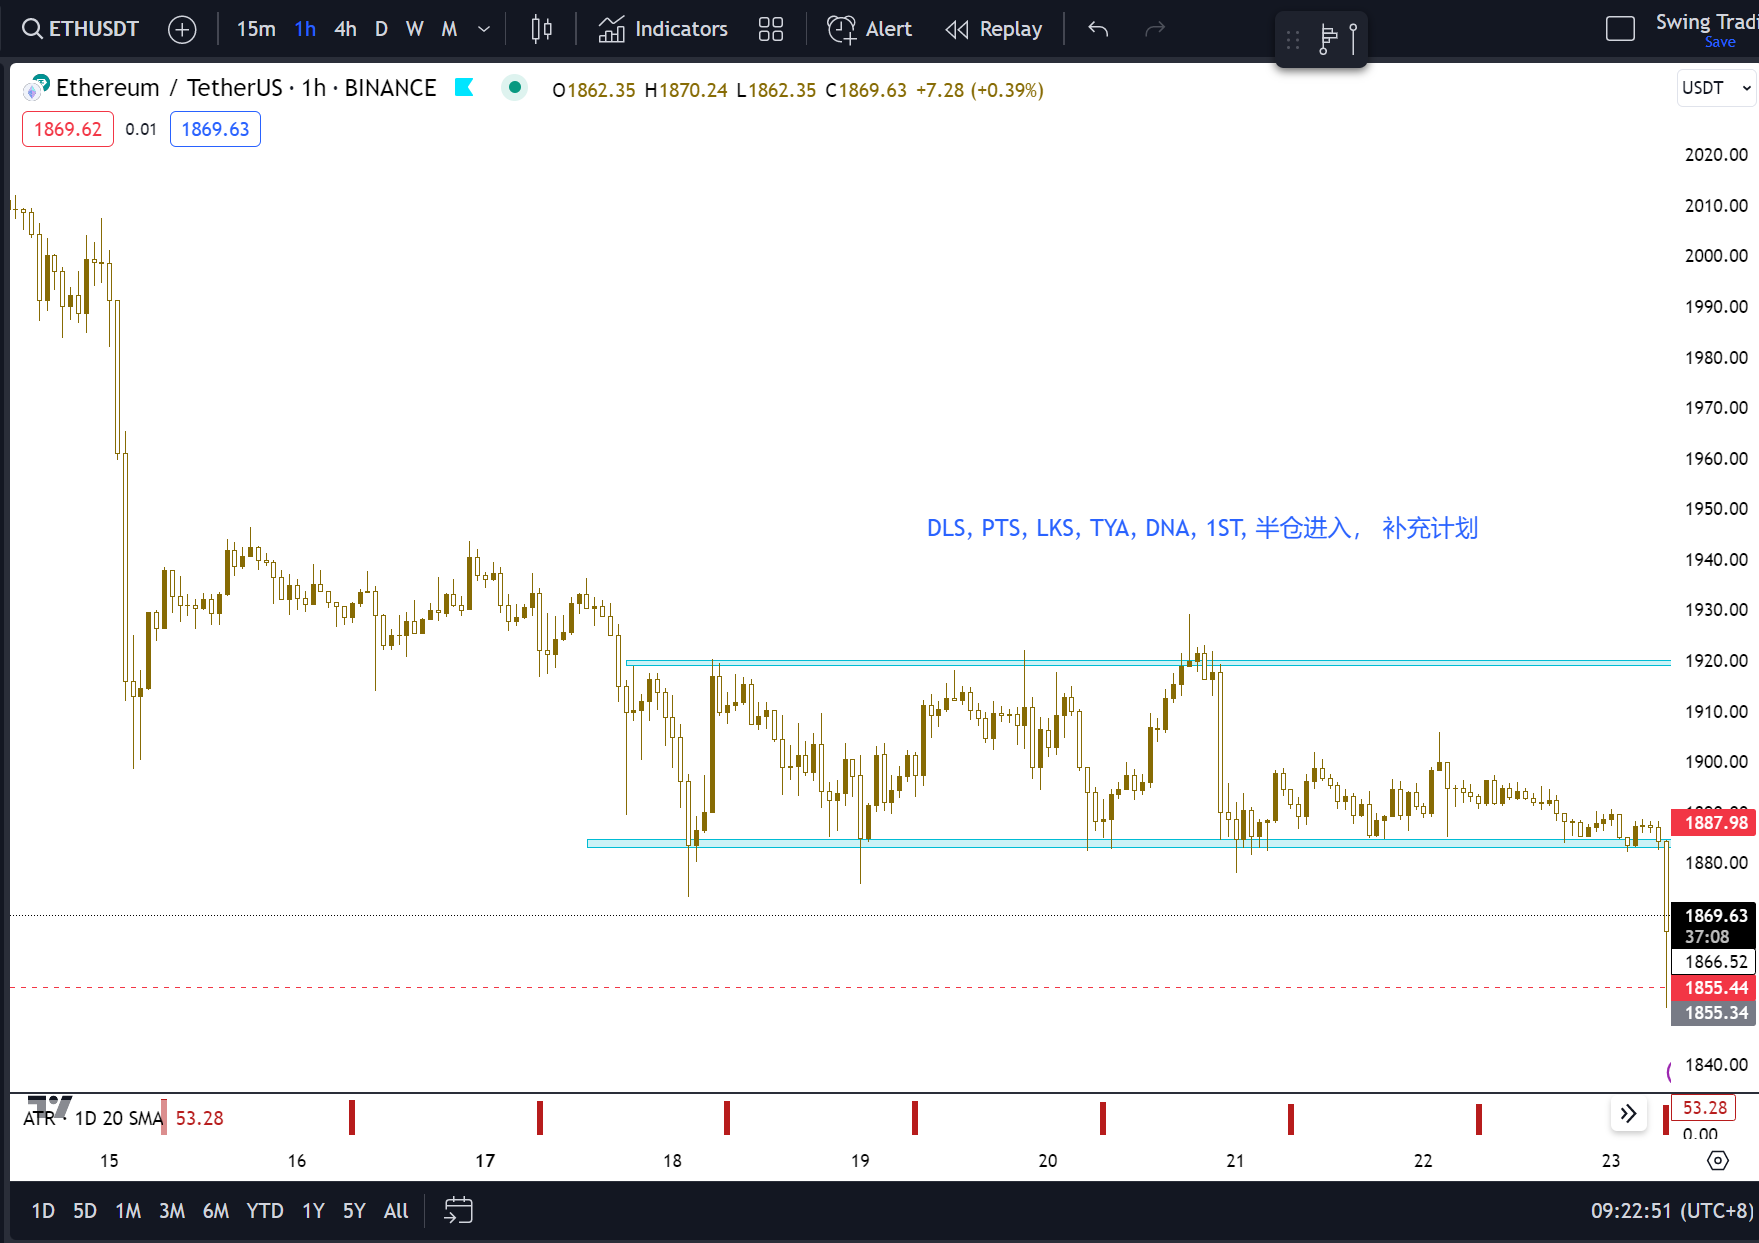 ETHUSDT 15m 1h 4h D W M Indicators Alert Replay Swing Tradi
Save
Ethereum / TetherUS · 1h · BINANCE O1862.35 H1870.24 L1862.35 C1869.63 +7.28 (+0.39%)
USDT
1869.62 0.01 1869.63
2020.00
2010.00
2000.00
1990.00
1980.00
1970.00
1960.00
1950.00
DLS, PTS, LKS, TYA, DNA, 1ST, 半仓进入， 补充计划
1940.00
1930.00
1920.00
1910.00
1900.00
1887.98
1880.00
1869.63
37:08
1866.52
1855.44
1855.34
1840.00
ATR · 1D 20 SMA 53.28
53.28
0.00
15 16 17 18 19 20 21 22 23
1D 5D 1M 3M 6M YTD 1Y 5Y All
09:22:51 (UTC+8)